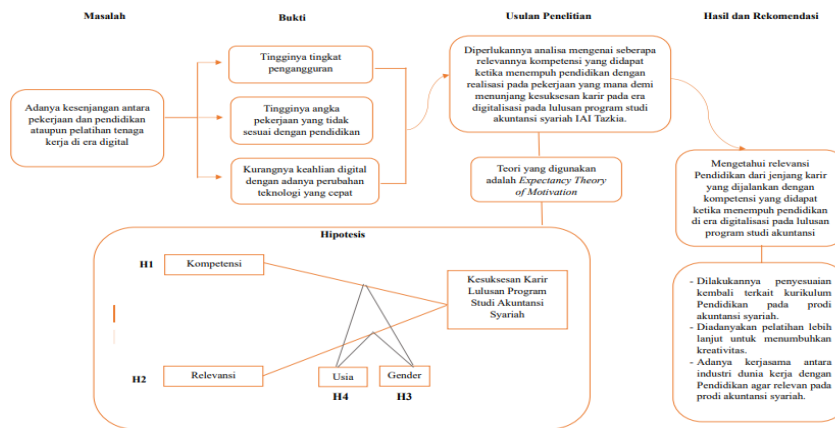 Masalah
Bukti
Usulan Penelitian
Hasil dan Rekomendasi
Adanya kesenjangan antara
pekerjaan dan pendidikan
ataupun pelatihan tenaga
kerja di era digital
Tingginya tingkat
pengangguran
Tingginya angka
pekerjaan yang tidak
sesuai dengan pendidikan
Kurangnya keahlian digital
dengan adanya perubahan
teknologi yang cepat
Diperlukannya analisa mengenai seberapa
relevannya kompetensi yang didapat
ketika menempuh pendidikan dengan
realisasi pada pekerjaan yang mana demi
menunjang kesuksesan karir pada era
digitalisasi pada lulusan program studi
akuntansi syariah IAI Tazkia.
Teori yang digunakan
adalah Expectancy Theory
of Motivation
Mengetahui relevansi
Pendidikan dari jenjang karir
yang dijalankan dengan
kompetensi yang didapat
ketika menempuh pendidikan
di era digitalisasi pada lulusan
program studi akuntansi
- Dilakukannya penyesuaian
kembali terkait kurikulum
Pendidikan pada prodi
akuntansi syariah.
- Diadanyakan pelatihan lebih
lanjut untuk menumbuhkan
kreativitas.
- Adanya kerjasama antara
industri dunia kerja dengan
Pendidikan agar relevan pada
prodi akuntansi syariah.
Hipotesis
H1
Kompetensi
Kesuksesan Karir
Lulusan Program
Studi Akuntansi
Syariah
H2
Relevansi
Usia
Gender
H4
H3